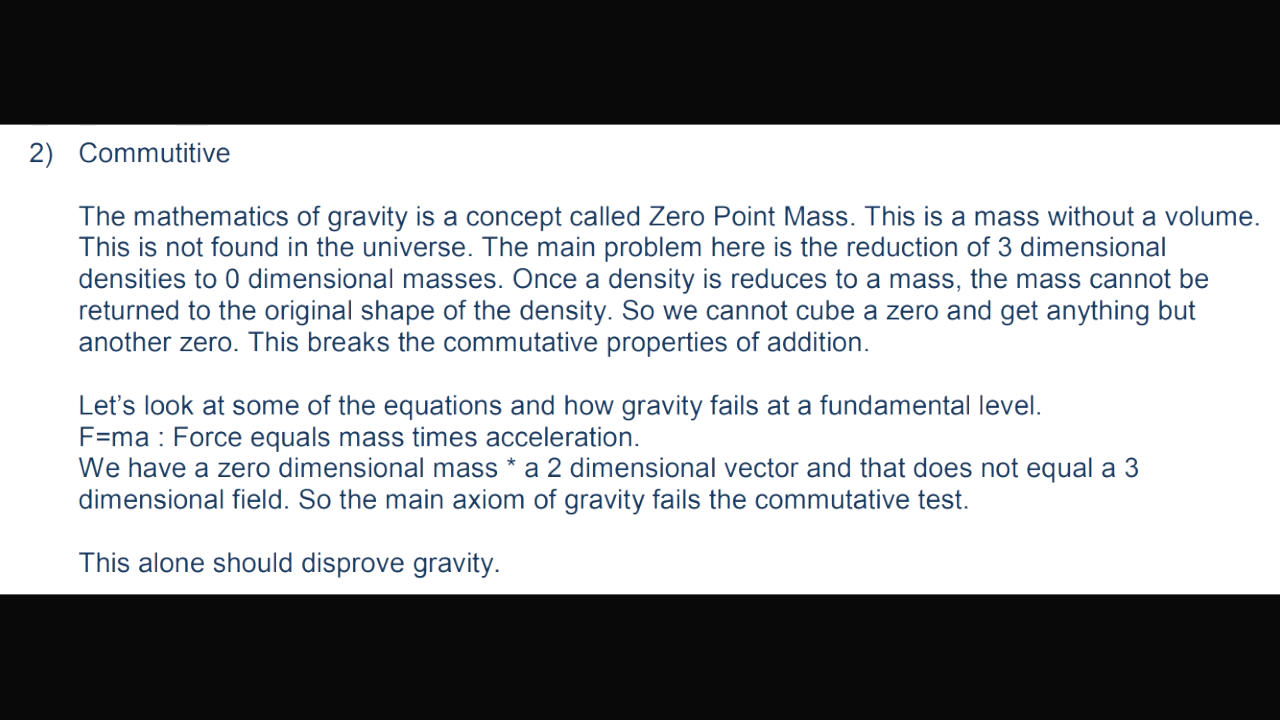 2) Commutitive
The mathematics of gravity is a concept called Zero Point Mass. This is a mass without a volume.
This is not found in the universe. The main problem here is the reduction of 3 dimensional
densities to 0 dimensional masses. Once a density is reduces to a mass, the mass cannot be
returned to the original shape of the density. So we cannot cube a zero and get anything but
another zero. This breaks the commutative properties of addition.
Let’s look at some of the equations and how gravity fails at a fundamental level.
F=ma : Force equals mass times acceleration.
We have a zero dimensional mass * a 2 dimensional vector and that does not equal a 3
dimensional field. So the main axiom of gravity fails the commutative test.
This alone should disprove gravity.